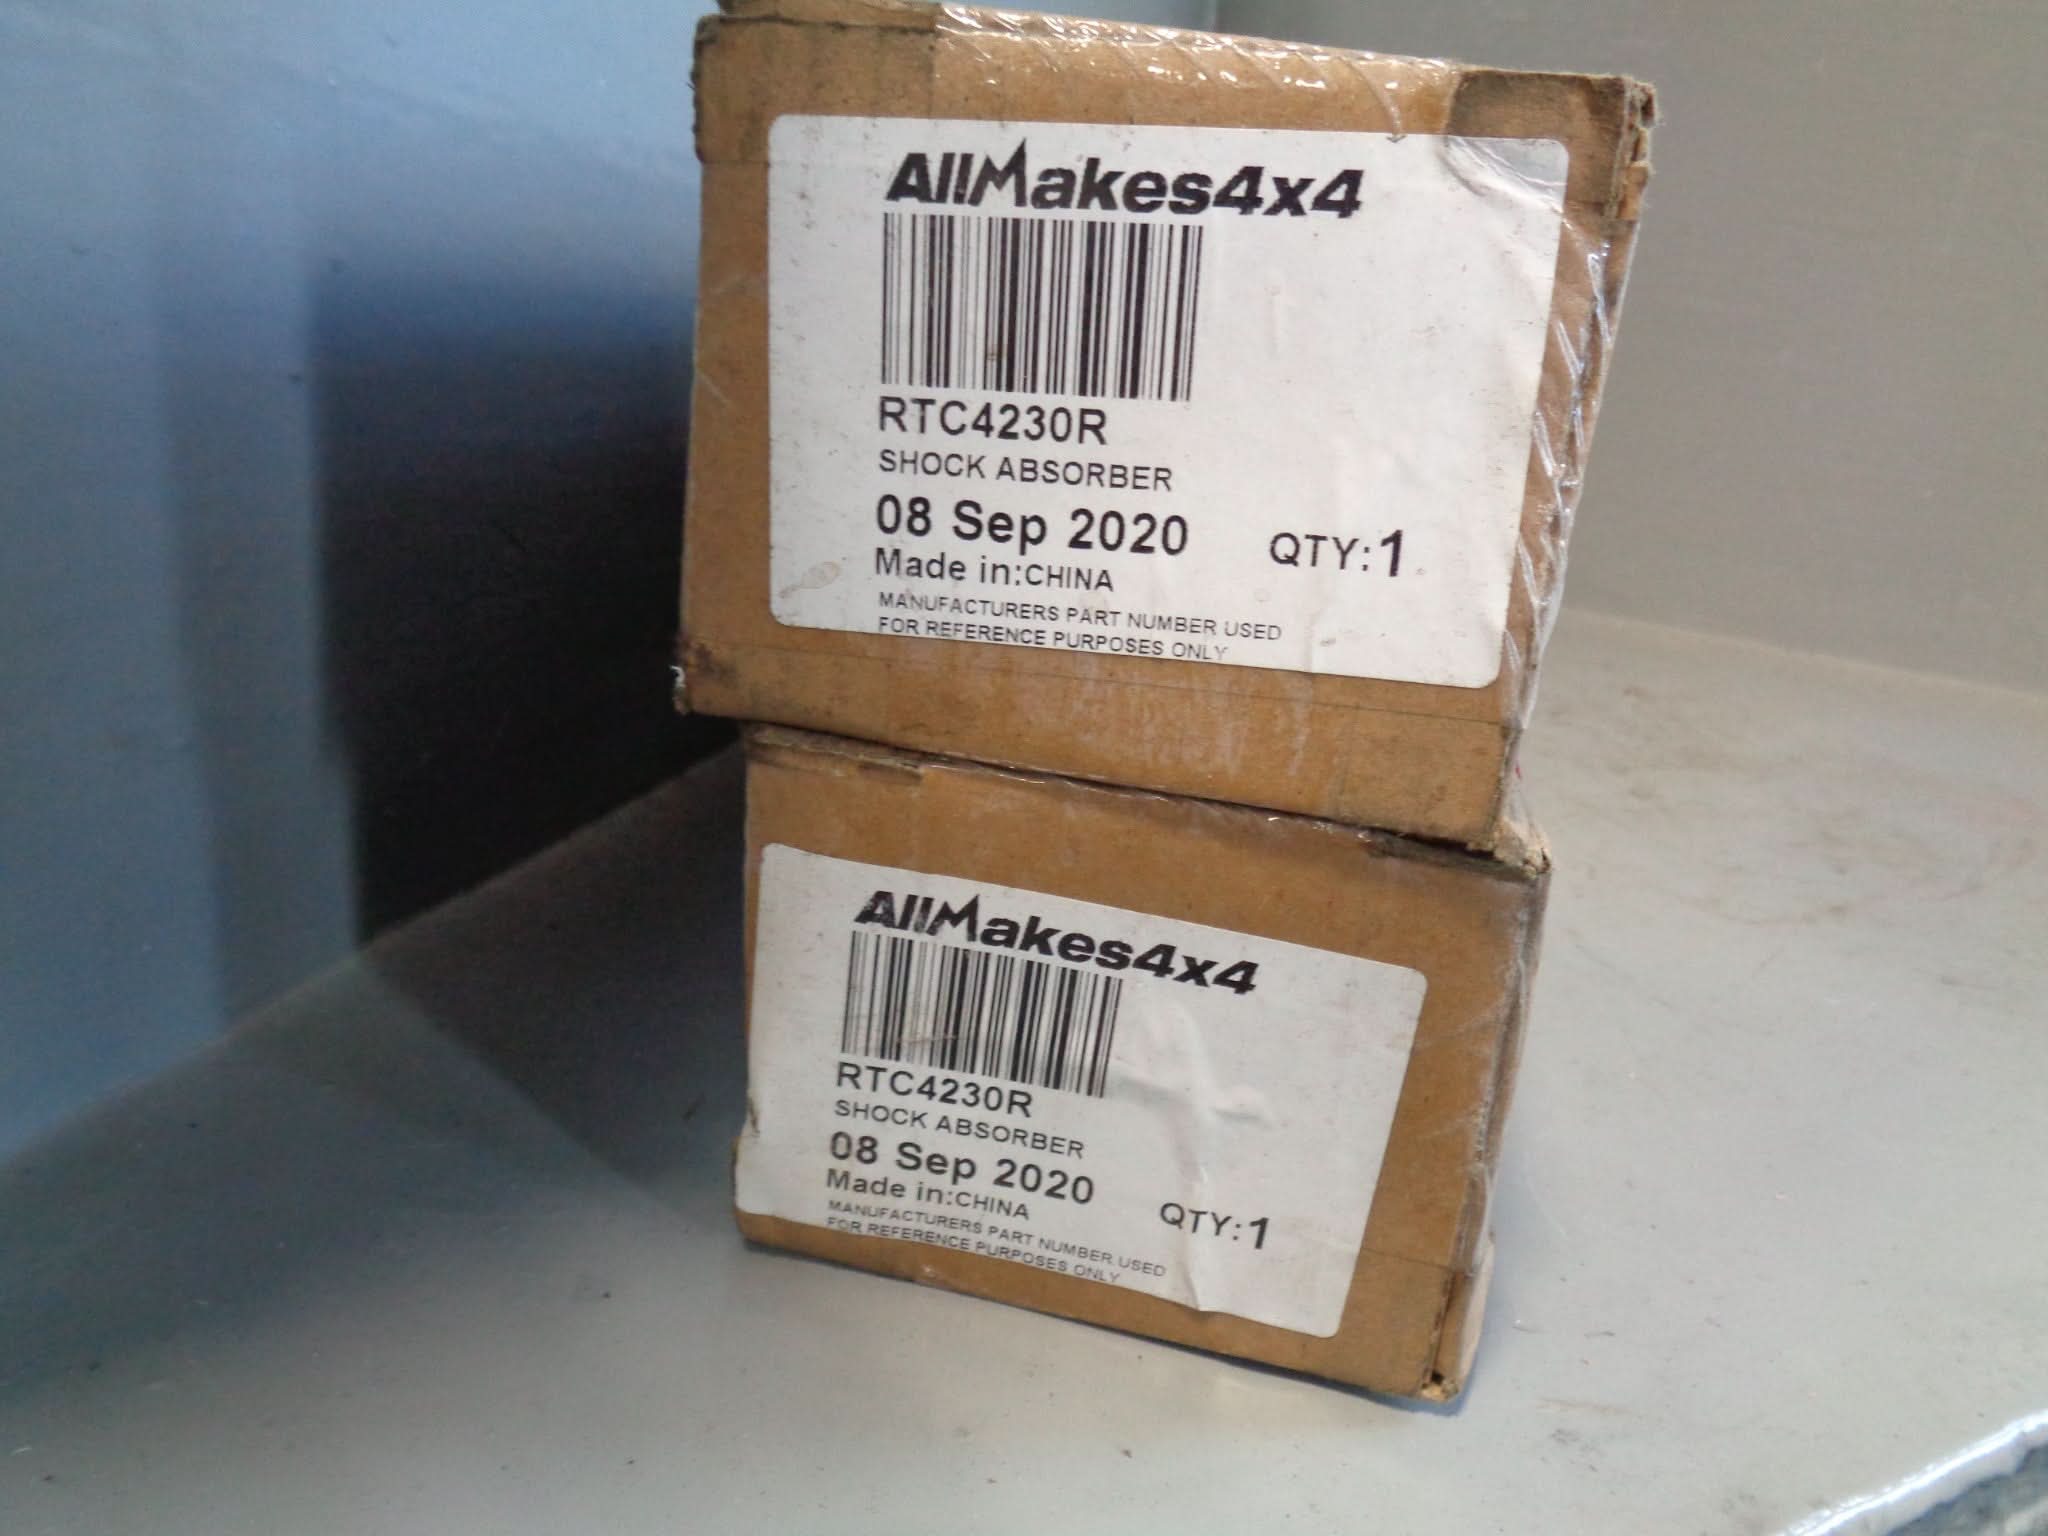 AllMakes4x4
RTC4230R
SHOCK ABSORBER
08 Sep 2020 QTY:1
Made in:CHINA
MANUFACTURERS PART NUMBER USED
FOR REFERENCE PURPOSES ONLY
AllMakes4x4
RTC4230R
SHOCK ABSORBER
08 Sep 2020
Made in:CHINA QTY:1
MANUFACTURERS PART NUMBER USED
FOR REFERENCE PURPOSES ONLY